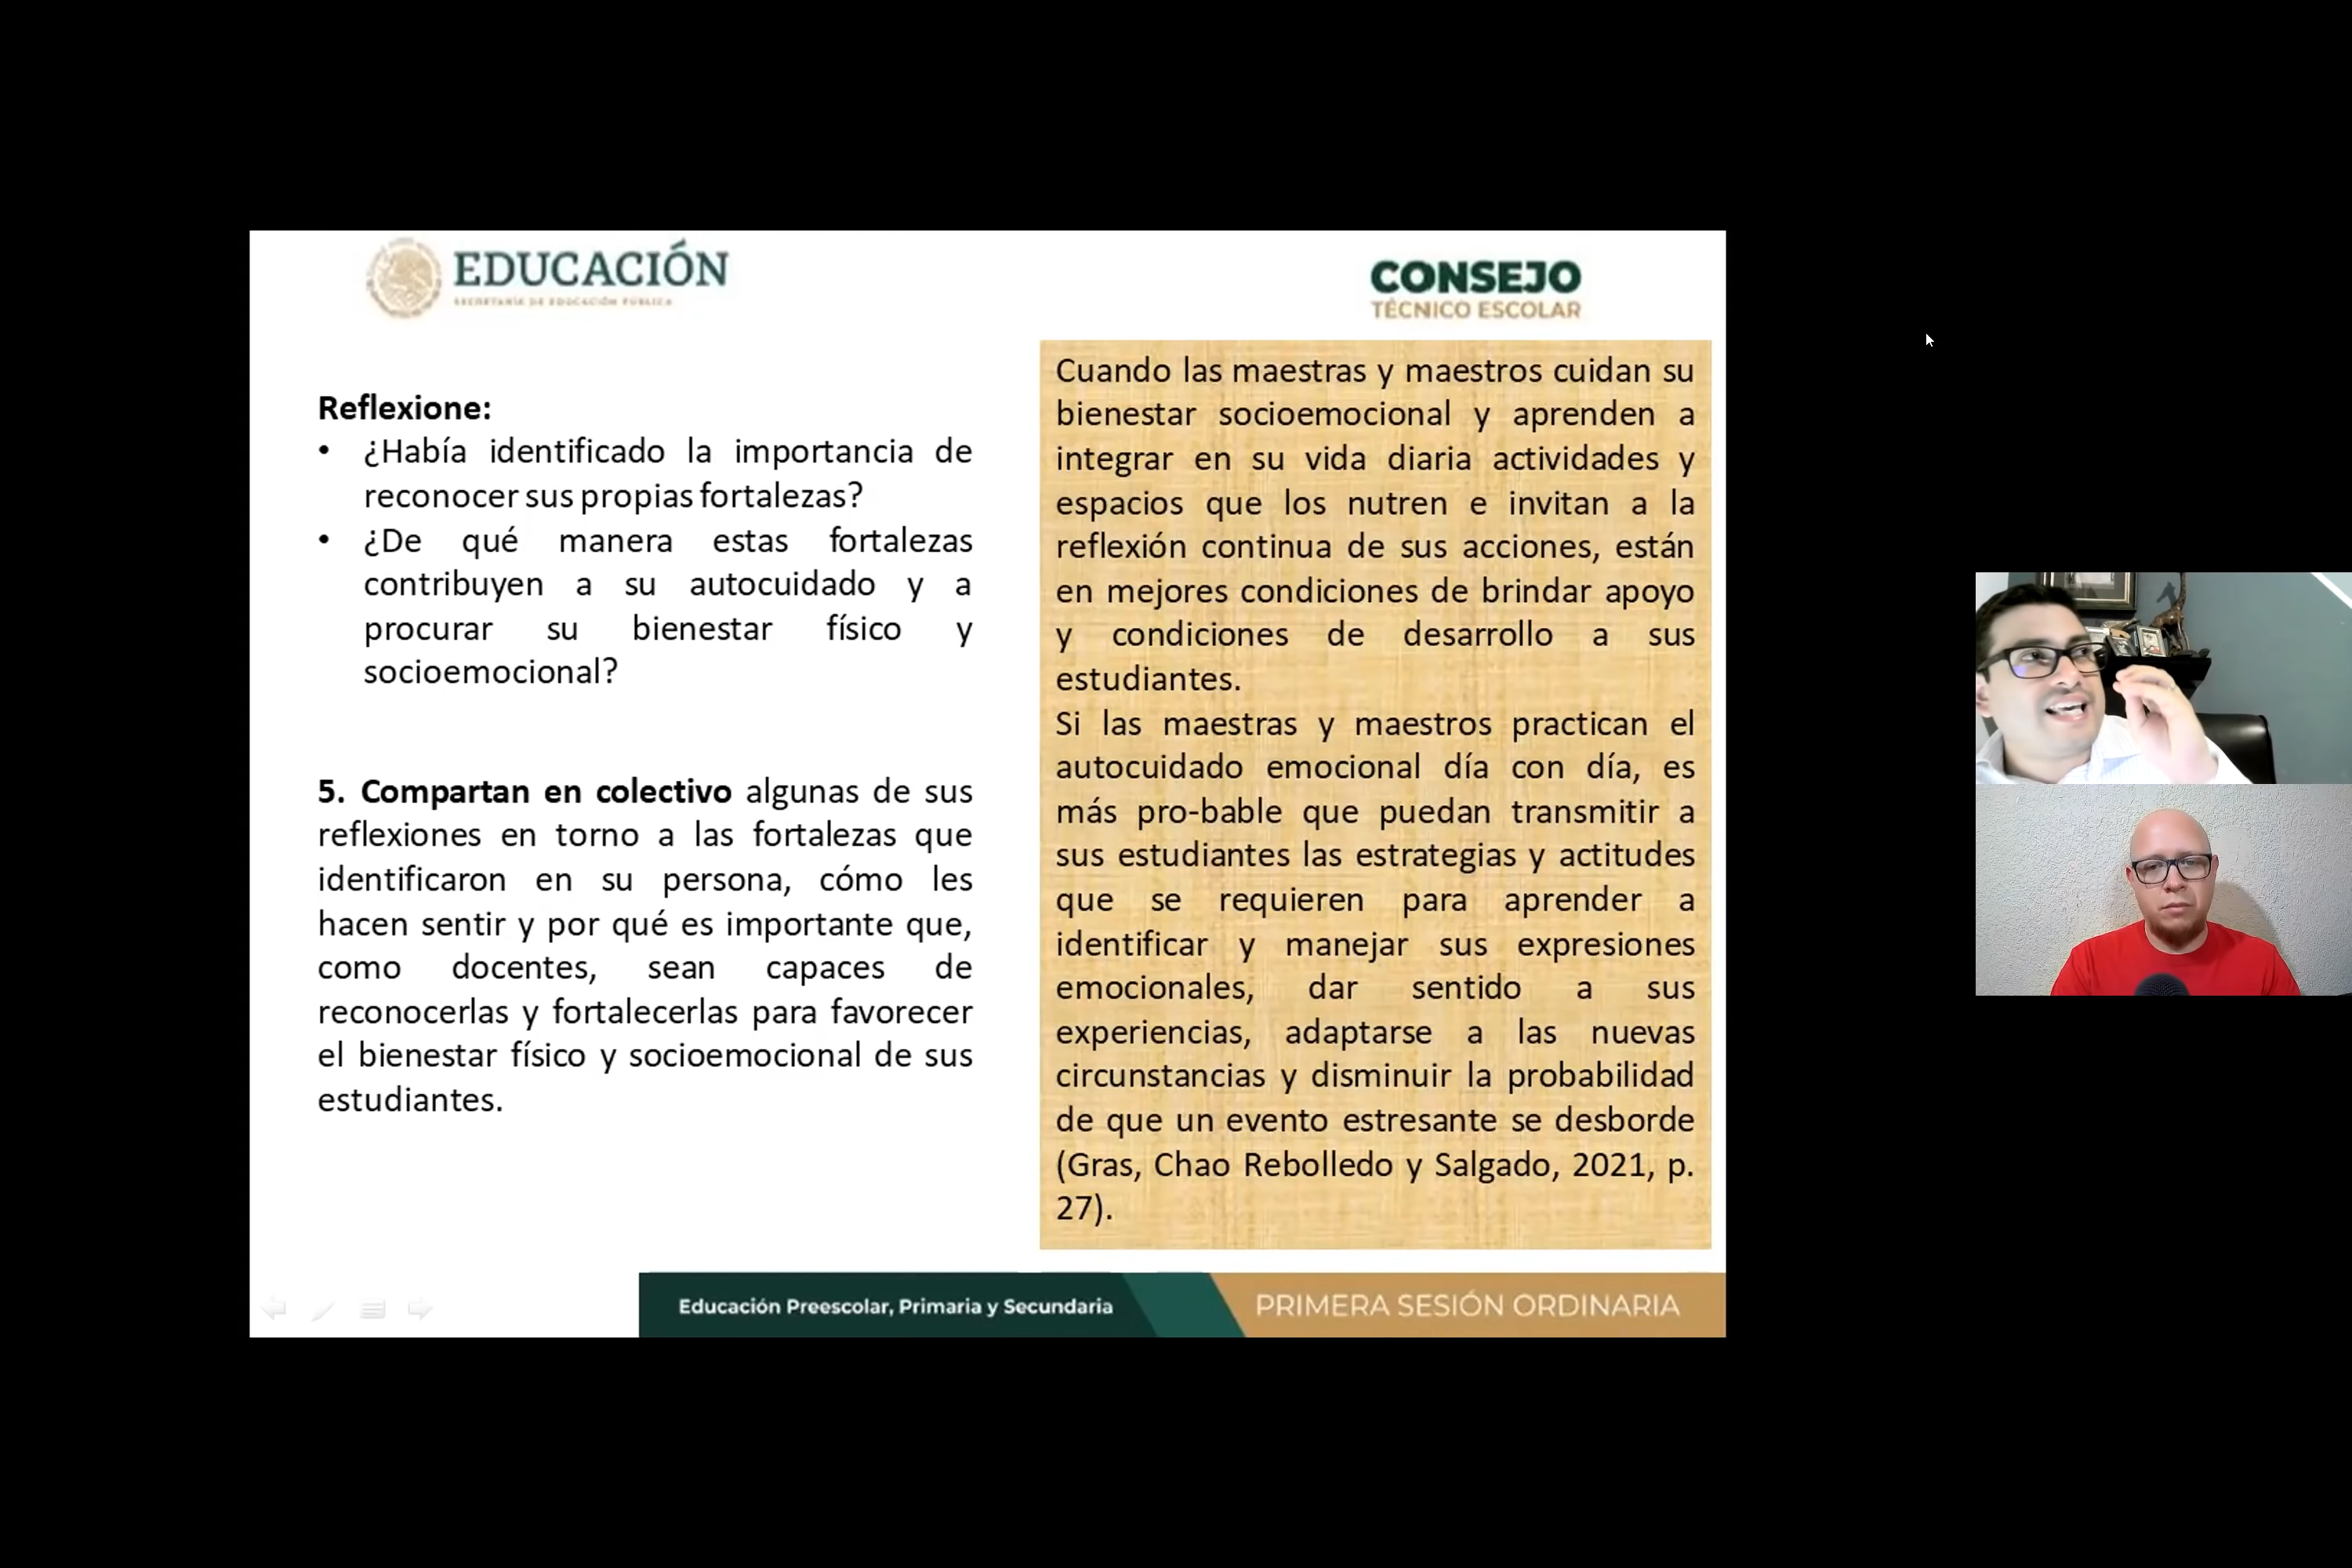 EDUCACIÓN
SECRETARÍA DE EDUCACIÓN PÚBLICA
CONSEJO
TÉCNICO ESCOLAR
Reflexione:
• ¿Había identificado la importancia de
reconocer sus propias fortalezas?
• ¿De qué manera estas fortalezas
contribuyen a su autocuidado y a
procurar su bienestar físico y
socioemocional?
5. Compartan en colectivo algunas de sus
reflexiones en torno a las fortalezas que
identificaron en su persona, cómo les
hacen sentir y por qué es importante que,
como docentes, sean capaces de
reconocerlas y fortalecerlas para favorecer
el bienestar físico y socioemocional de sus
estudiantes.
Cuando las maestras y maestros cuidan su
bienestar socioemocional y aprenden a
integrar en su vida diaria actividades y
espacios que los nutren e invitan a la
reflexión continua de sus acciones, están
en mejores condiciones de brindar apoyo
y condiciones de desarrollo a sus
estudiantes.
Si las maestras y maestros practican el
autocuidado emocional día con día, es
más pro-bable que puedan transmitir a
sus estudiantes las estrategias y actitudes
que se requieren para aprender a
identificar y manejar sus expresiones
emocionales, dar sentido a sus
experiencias, adaptarse a las nuevas
circunstancias y disminuir la probabilidad
de que un evento estresante se desborde
(Gras, Chao Rebolledo y Salgado, 2021, p.
27).
Educación Preescolar, Primaria y Secundaria
PRIMERA SESIÓN ORDINARIA